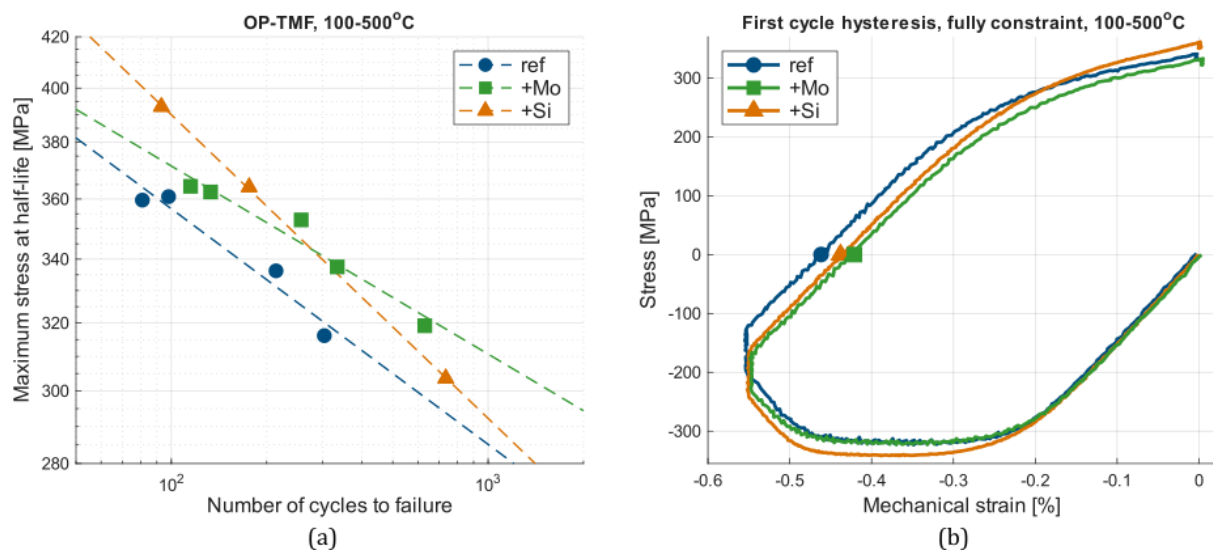 OP-TMF, 100-500°C
Maximum stress at half-life [MPa]
420
400
380
360
340
320
300
280
10²
10³
Number of cycles to failure
ref
+Mo
+Si
(a)
First cycle hysteresis, fully constraint, 100-500°C
Stress [MPa]
300
200
100
0
-100
-200
-300
-0.6
-0.5
-0.4
-0.3
-0.2
-0.1
0
Mechanical strain [%]
ref
+Mo
+Si
(b)